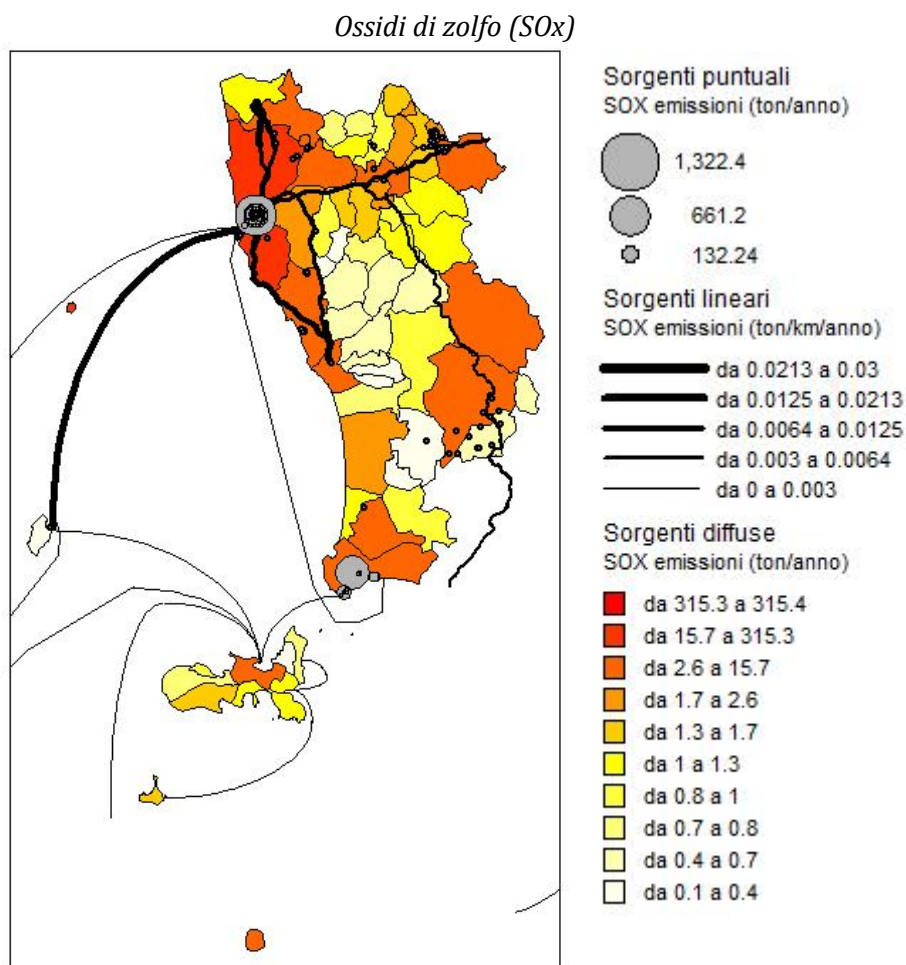 Ossidi di zolfo (SOx)
Sorgenti puntuali
SOX emissioni (ton/anno)
1,322.4
661.2
132.24
Sorgenti lineari
SOX emissioni (ton/km/anno)
da 0.0213 a 0.03
da 0.0125 a 0.0213
da 0.0064 a 0.0125
da 0.003 a 0.0064
da 0 a 0.003
Sorgenti diffuse
SOX emissioni (ton/anno)
da 315.3 a 315.4
da 15.7 a 315.3
da 2.6 a 15.7
da 1.7 a 2.6
da 1.3 a 1.7
da 1 a 1.3
da 0.8 a 1
da 0.7 a 0.8
da 0.4 a 0.7
da 0.1 a 0.4